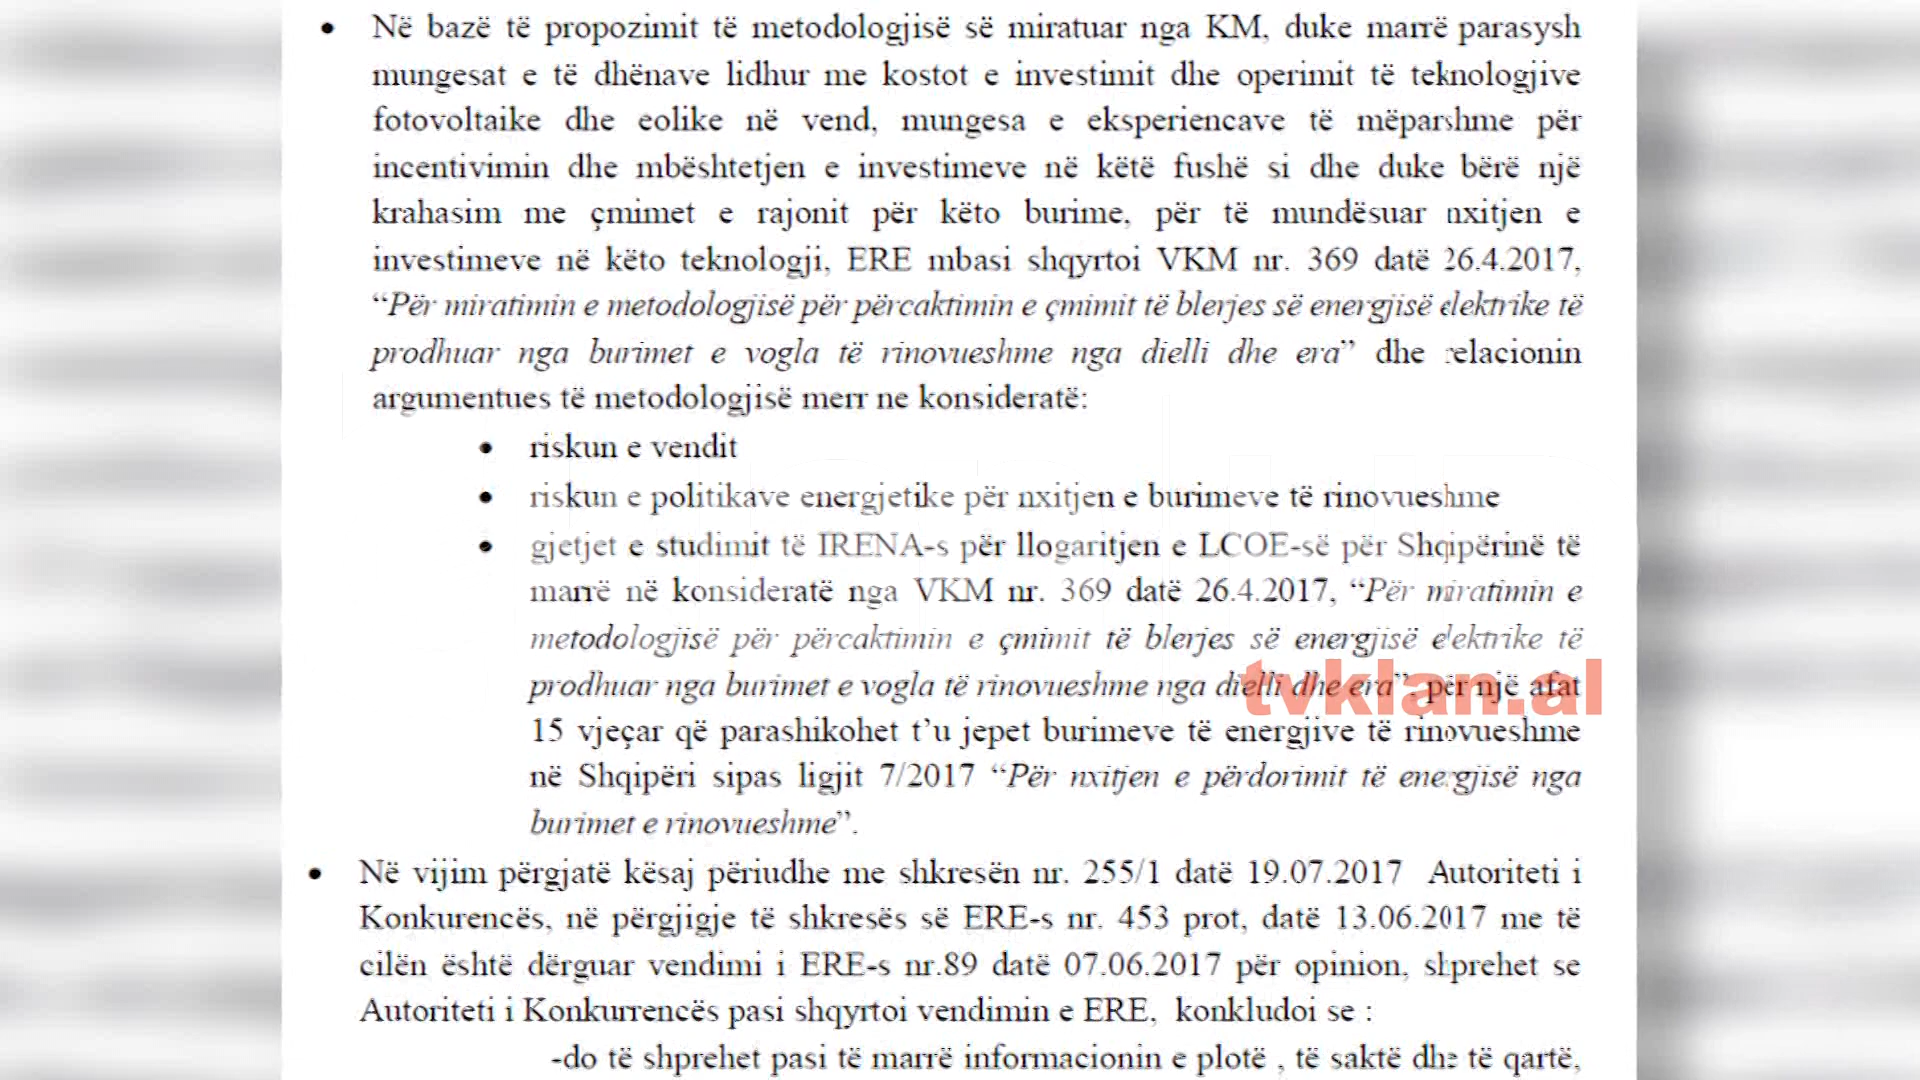 • Në bazë të propozimit të metodologjisë së miratuar nga KM, duke marrë parasysh
mungesat e të dhënave lidhur me kostot e investimit dhe operimit të teknologjive
fotovoltaike dhe eolike në vend, mungesa e eksperiencave të mëparshme për
incentivimin dhe mbështetjen e investimeve në këtë fushë si dhe duke bërë një
krahasim me çmimet e rajonit për këto burime, për të mundësuar nxitjen e
investimeve në këto teknologji, ERE mbasi shqyrtoi VKM nr. 369 datë 26.4.2017,
“Për miratimin e metodologjisë për përcaktimin e çmimit të blerjes së energjisë elektrike të
prodhuar nga burimet e vogla të rinovueshme nga dielli dhe era” dhe relacionin
argumentues të metodologjisë merr ne konsideratë:
• riskun e vendit
• riskun e politikave energjetike për nxitjen e burimeve të rinovueshme
• gjetjet e studimit të IRENA-s për llogaritjen e LCOE-së për Shqipërinë të
marrë në konsideratë nga VKM nr. 369 datë 26.4.2017, “Për miratimin e
metodologjisë për përcaktimin e çmimit të blerjes së energjisë elektrike të
prodhuar nga burimet e vogla të rinovueshme nga dielli dhe era”, për një afat
tvklan.al
15 vjeçar që parashikohet t’u jepet burimeve të energjive të rinovueshme
në Shqipëri sipas ligjit 7/2017 “Për nxitjen e përdorimit të energjisë nga
burimet e rinovueshme”.
• Në vijim përgjatë kësaj përiudhe me shkresën nr. 255/1 datë 19.07.2017 Autoriteti i
Konkurencës, në përgjigje të shkresës së ERE-s nr. 453 prot, datë 13.06.2017 me të
cilën është dërguar vendimi i ERE-s nr.89 datë 07.06.2017 për opinion, shprehet se
Autoriteti i Konkurrencës pasi shqyrtoi vendimin e ERE, konkludoi se :
-do të shprehet pasi të marrë informacionin e plotë , të saktë dhe të qartë,